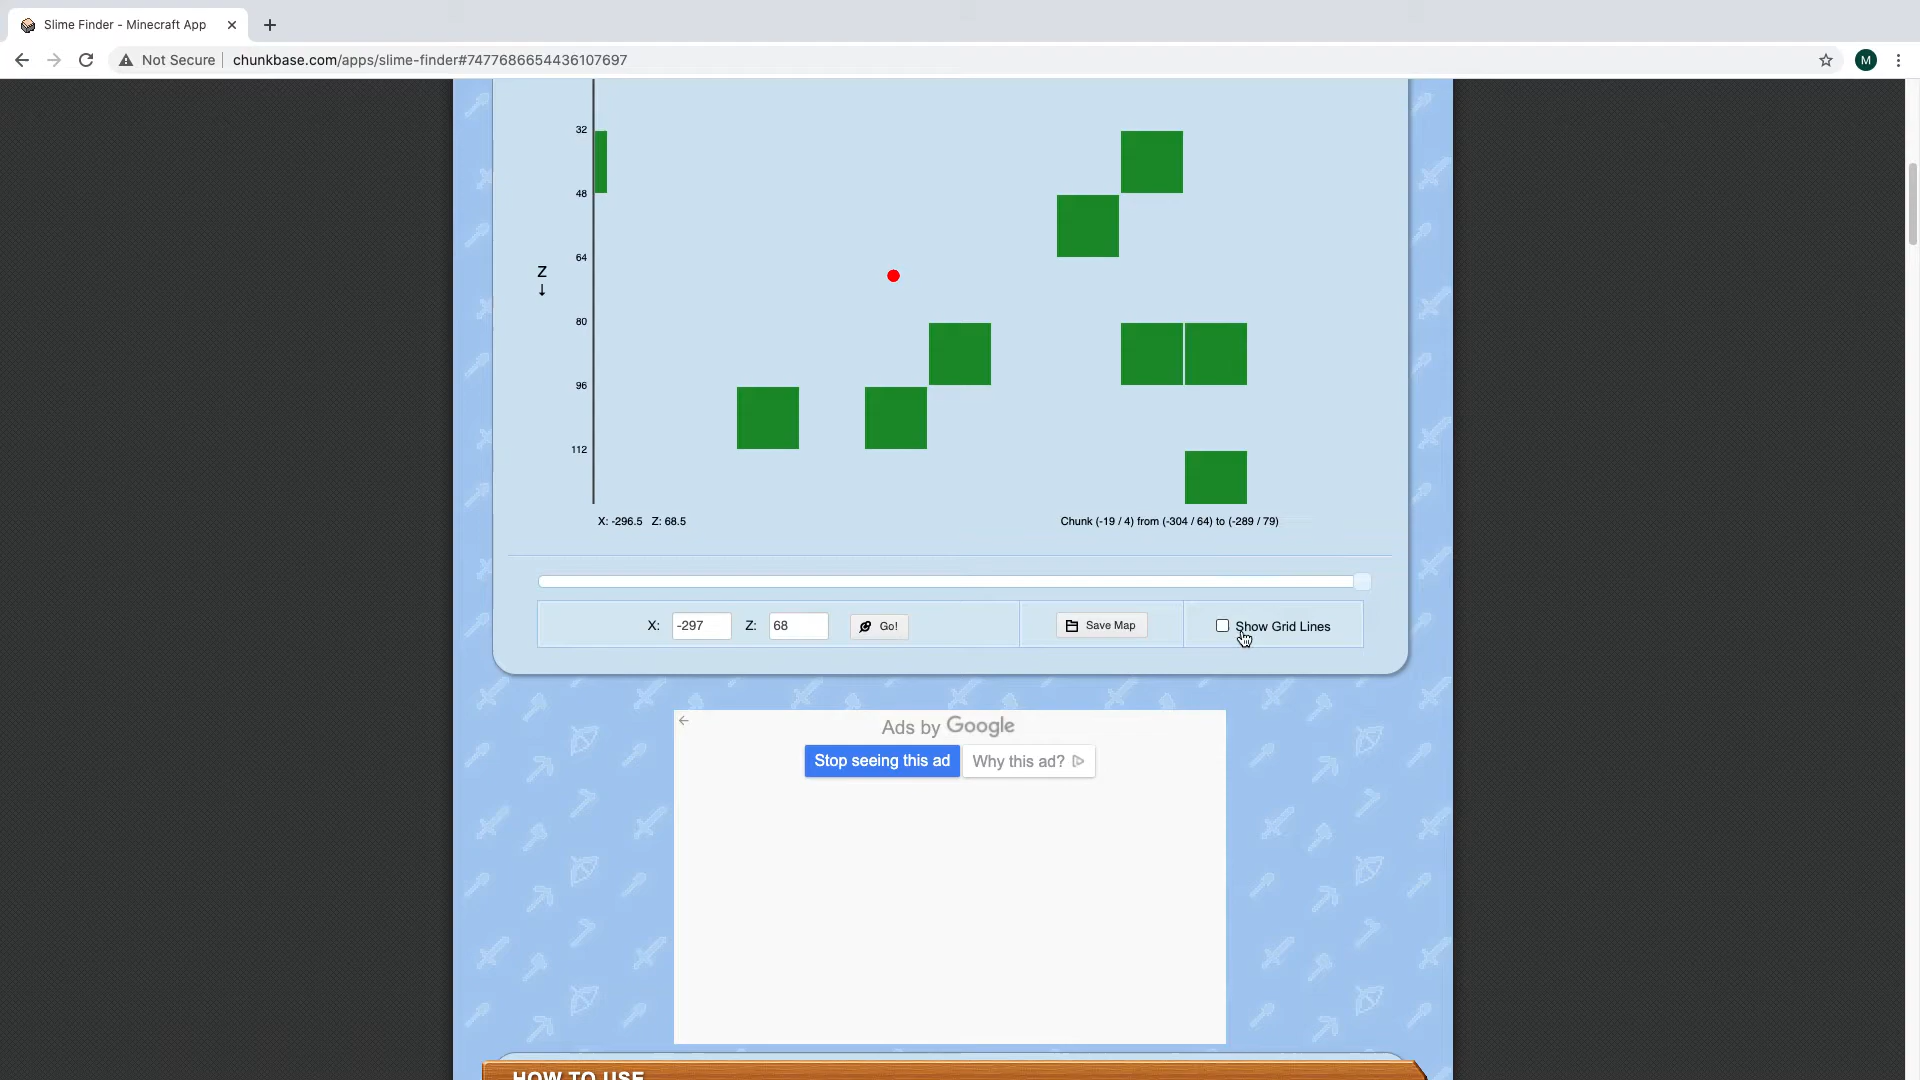 Slime Finder - Minecraft App
Not Secure chunkbase.com/apps/slime-finder#7477686654436107697
M
32
48
64
Z
80
96
112
X: -296.5 Z: 68.5
Chunk (-19 / 4) from (-304 / 64) to (-289 / 79)
X: -297 Z: 68 Go! Save Map Show Grid Lines
Ads by Google
Stop seeing this ad Why this ad?
HOW TO USE